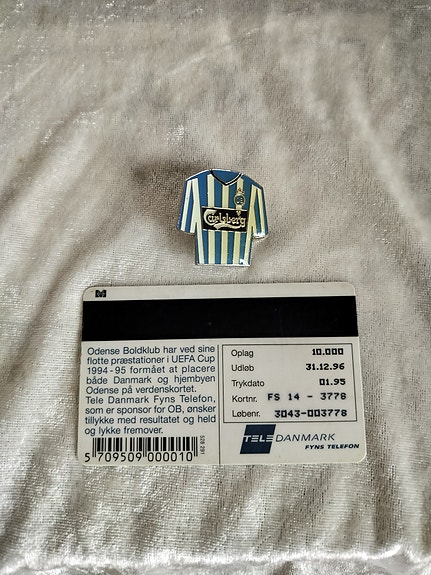 OB
Carlsberg
Odense Boldklub har ved sine
flotte præstationer i UEFA Cup
1994-95 formået at placere
både Danmark og hjembyen
Odense på verdenskortet.
Tele Danmark Fyns Telefon,
som er sponsor for OB, ønsker
tillykke med resultatet og held
og lykke fremover.
5 709509 000010
Oplag 10.000
Udløb 31.12.96
Trykdato 01.95
Kortnr. FS 14 - 3778
Løbenr. 3043-003778
TELE DANMARK
FYNS TELEFON